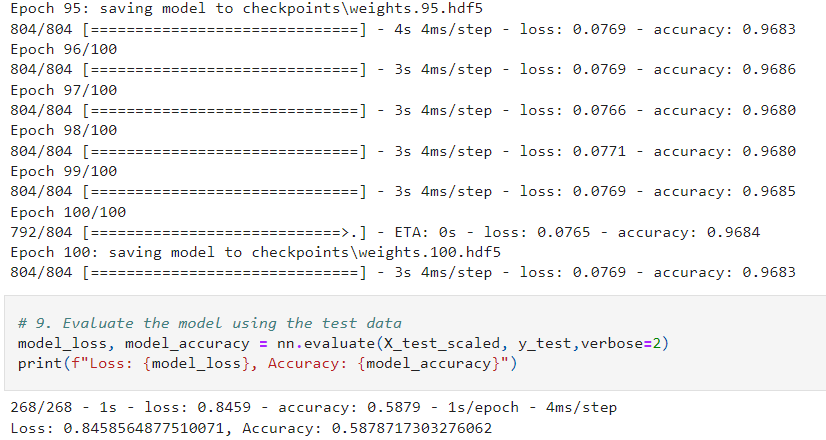 Epoch 95: saving model to checkpoints\weights.95.hdf5
804/804 [==============================] - 4s 4ms/step - loss: 0.0769 - accuracy: 0.9683
Epoch 96/100
804/804 [==============================] - 3s 4ms/step - loss: 0.0769 - accuracy: 0.9686
Epoch 97/100
804/804 [==============================] - 3s 4ms/step - loss: 0.0766 - accuracy: 0.9680
Epoch 98/100
804/804 [==============================] - 3s 4ms/step - loss: 0.0771 - accuracy: 0.9680
Epoch 99/100
804/804 [==============================] - 3s 4ms/step - loss: 0.0769 - accuracy: 0.9685
Epoch 100/100
792/804 [============================>.] - ETA: 0s - loss: 0.0765 - accuracy: 0.9684
Epoch 100: saving model to checkpoints\weights.100.hdf5
804/804 [==============================] - 3s 4ms/step - loss: 0.0769 - accuracy: 0.9683
# 9. Evaluate the model using the test data
model_loss, model_accuracy = nn.evaluate(X_test_scaled, y_test,verbose=2)
print(f"Loss: {model_loss}, Accuracy: {model_accuracy}")
268/268 - 1s - loss: 0.8459 - accuracy: 0.5879 - 1s/epoch - 4ms/step
Loss: 0.8458564877510071, Accuracy: 0.5878717303276062